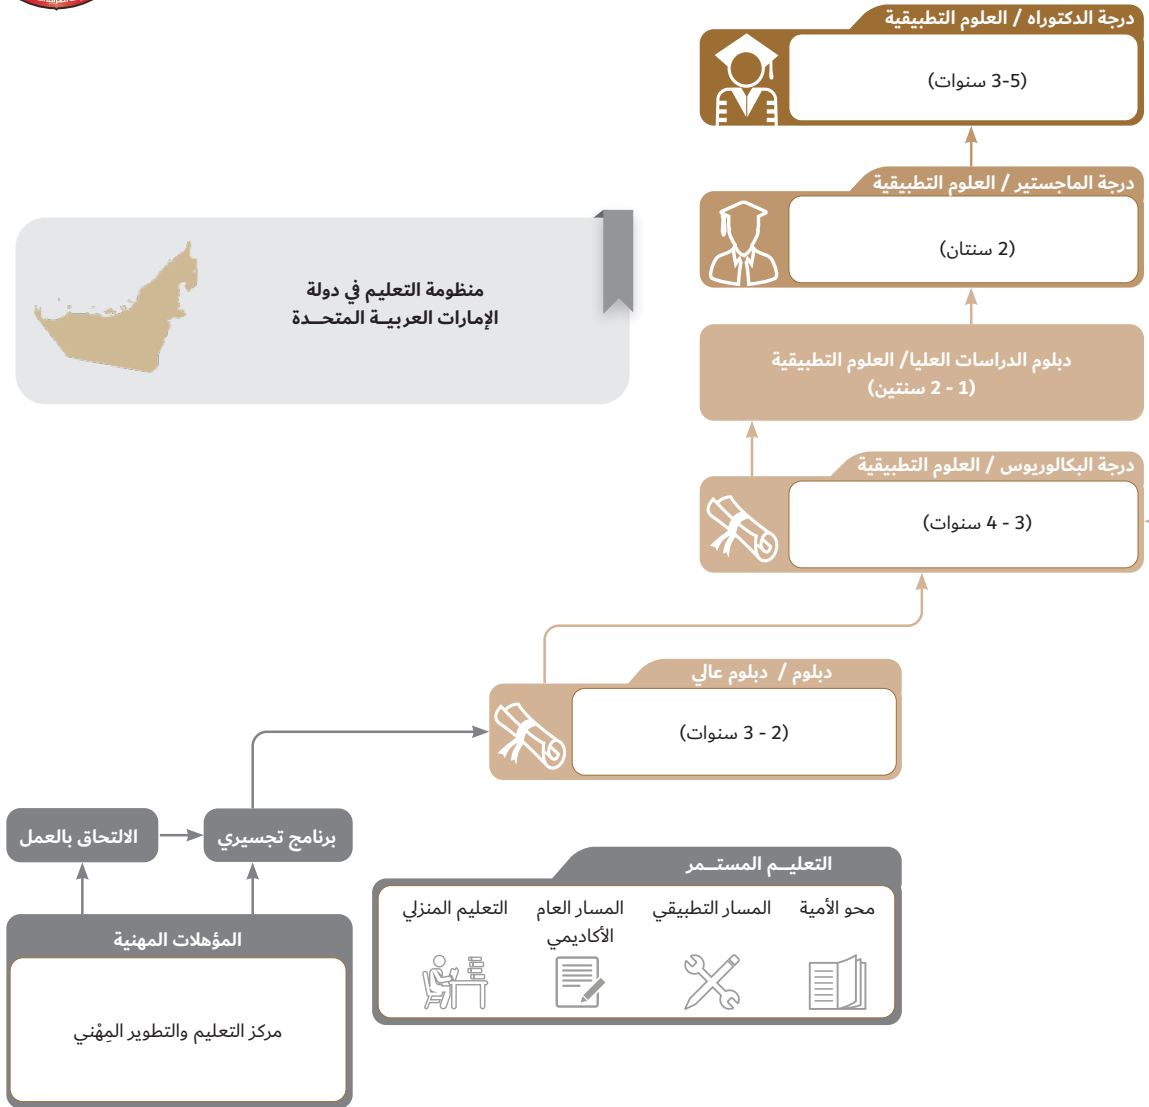 درجة الدكتوراه / العلوم التطبيقية
(3-5 سنوات)
درجة الماجستير / العلوم التطبيقية
(2 سنتان)
منظومة التعليم في دولة
الإمارات العربيــة المتحــدة
دبلوم الدراسات العليا/ العلوم التطبيقية
(1 - 2 سنتين)
درجة البكالوريوس / العلوم التطبيقية
(3 - 4 سنوات)
دبلوم / دبلوم عالي
(2 - 3 سنوات)
برنامج تجسيري
الالتحاق بالعمل
التعليــم المستــمر
محو الأمية
المسار التطبيقي
المسار العام
الأكاديمي
التعليم المنزلي
المؤهلات المهنية
مركز التعليم والتطوير المِهْني